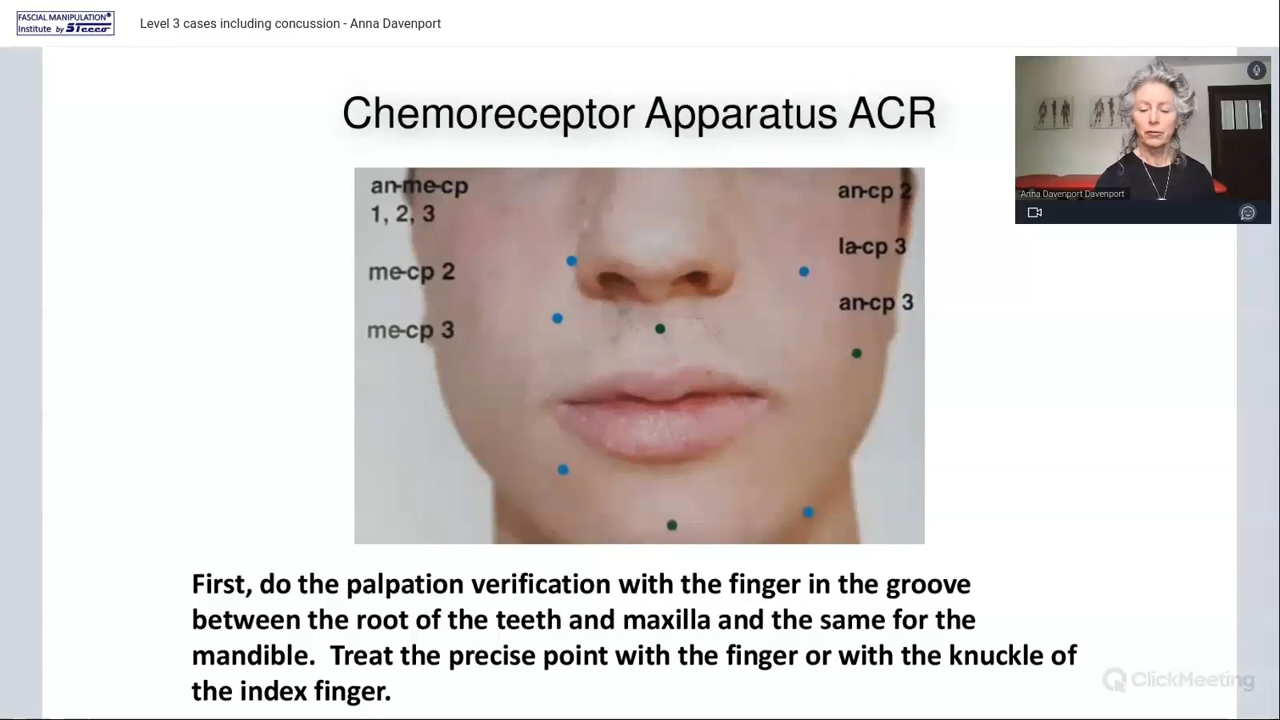 FASCIAL MANIPULATION®
Institute by Stecco
Level 3 cases including concussion - Anna Davenport
Chemoreceptor Apparatus ACR
an-me-cp
1, 2, 3
me-cp 2
me-cp 3
an-cp 2
la-cp 3
an-cp 3
Anna Davenport Davenport
First, do the palpation verification with the finger in the groove
between the root of the teeth and maxilla and the same for the
mandible. Treat the precise point with the finger or with the knuckle of
the index finger.
ClickMeeting